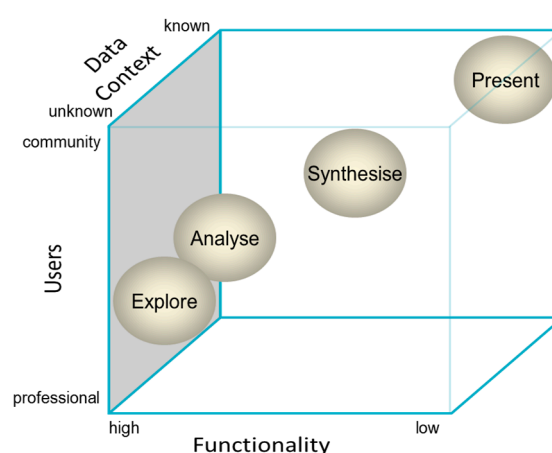 known
Data
Context
unknown
community
Present
Synthesise
Analyse
Users
Explore
professional
high
low
Functionality